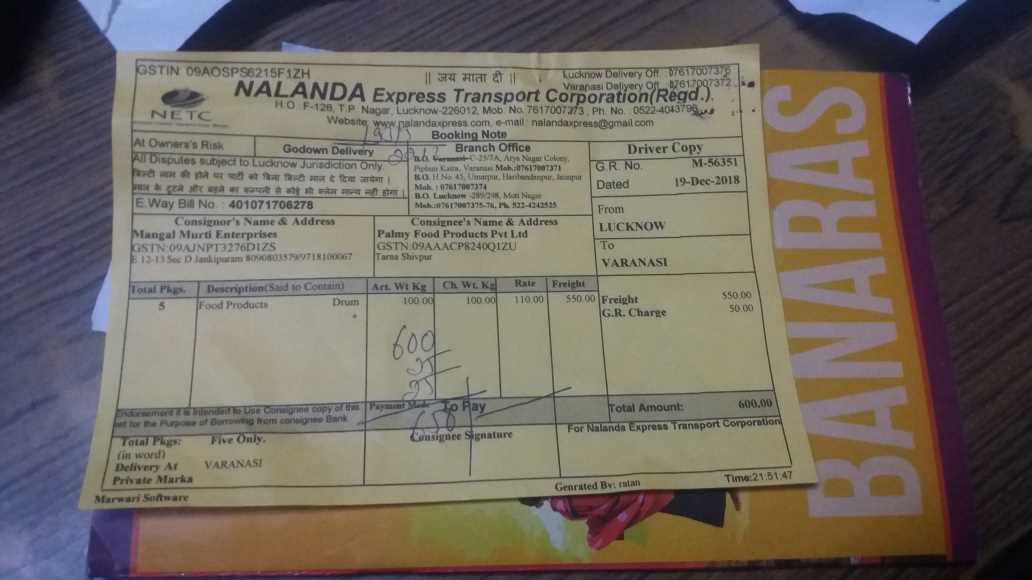 GSTIN 09AOSPS6215F1ZH
|| जय माता दी ||
Lucknow Delivery Off. :07617007375
Varanasi Delivery Off. :07617007372
NETC
NALANDA Express Transport Corporation(Regd.)
H.O. F-126, T.P. Nagar, Lucknow-226012, Mob. No. 7617007373 , Ph. No. 0522-4043796
Website, www.nalandaxpress.com, e-mail : nalandaxpress@gmail.com
Booking Note
At Owners's Risk
Godown Delivery
Branch Office
Driver Copy
All Disputes subject to Lucknow Jurisdiction Only.
बिल्टी नाम की होने पर पार्टी को बिना बिल्टी माल दे दिया जायेगा।
माल के टूटने और बहने का कम्पनी से कोई भी क्लेम मान्य नहीं होगा।
E.Way Bill No. : 401071706278
B.O. Varanasi-C-25/7A, Arya Nagar Colony,
Piplani Katra, Varanasi Mob.:07617007371
B.O. H.No. 45, Umarpur, Haribandanpur, Jaunpur
Mob. : 07617007374
B.O. Lucknow -289/298, Moti Nagar
Mob.:07617007375-76, Ph. 522-4242525
G.R. No. M-56351
Dated 19-Dec-2018
Consignor's Name & Address
Mangal Murti Enterprises
GSTN:09AJNPT3276D1ZS
E 12-13 Sec D Jankipuram 8090803579/9718100067
Consignee's Name & Address
Palmy Food Products Pvt Ltd
GSTN:09AAACP8240Q1ZU
Tarna Shivpur
From
LUCKNOW
To
VARANASI
Total Pkgs. Description(Said to Contain) Act. Wt Kg Ch. Wt. Kg Rate Freight
5 Food Products Drum 100.00 100.00 110.00 550.00
Freight 550.00
G.R. Charge 50.00
600
25
25
650
Endorsement it is intended to Use Consignee copy of this
set for the Purpose of Borrowing from consignee Bank
Payment Mode To Pay
Total Amount: 600.00
Total Pkgs: Five Only.
(in word)
Delivery At VARANASI
Private Marka
Consignee Signature
For Nalanda Express Transport Corporation
Marwari Software
Genrated By: ratan
Time:21:51:47
BANARAS